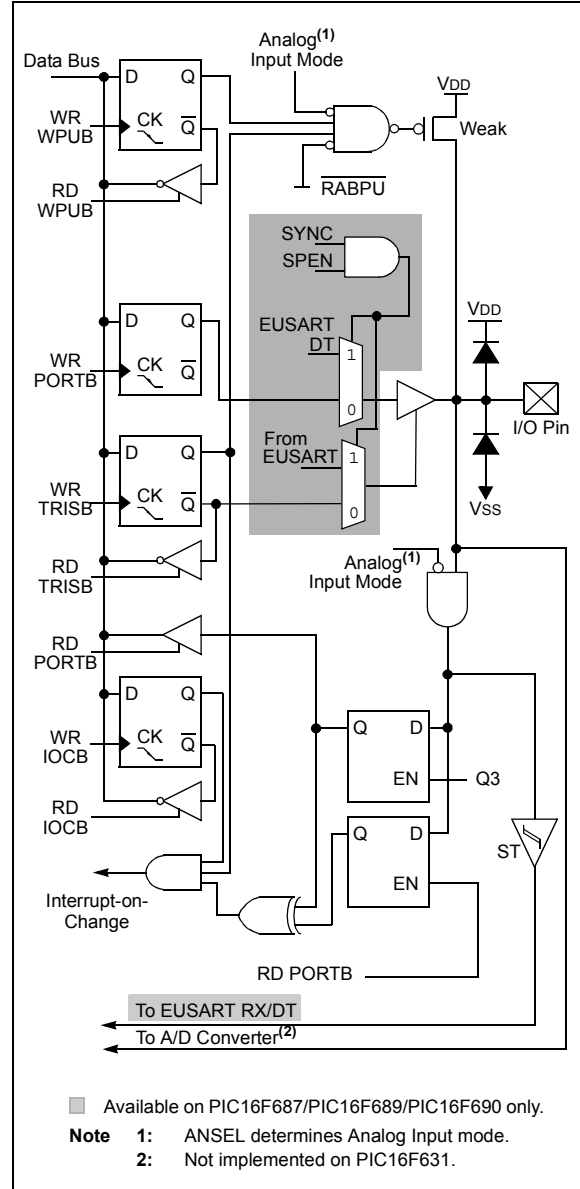 Analog(1)
Input Mode
Data Bus
D Q
VDD
WR
WPUB
CK Q
Weak
RD
WPUB
RABPU
SYNC
SPEN
D Q
EUSART
DT
1
VDD
WR
PORTB
CK Q
0
I/O Pin
From
EUSART
1
D Q
WR
TRISB
CK Q
0
VSS
RD
TRISB
Analog(1)
Input Mode
RD
PORTB
D Q
Q D
WR
IOCB
CK Q
EN
Q3
RD
IOCB
Q D
ST
EN
Interrupt-on-
Change
RD PORTB
To EUSART RX/DT
To A/D Converter(2)
Available on PIC16F687/PIC16F689/PIC16F690 only.
Note 1: ANSEL determines Analog Input mode.
2: Not implemented on PIC16F631.